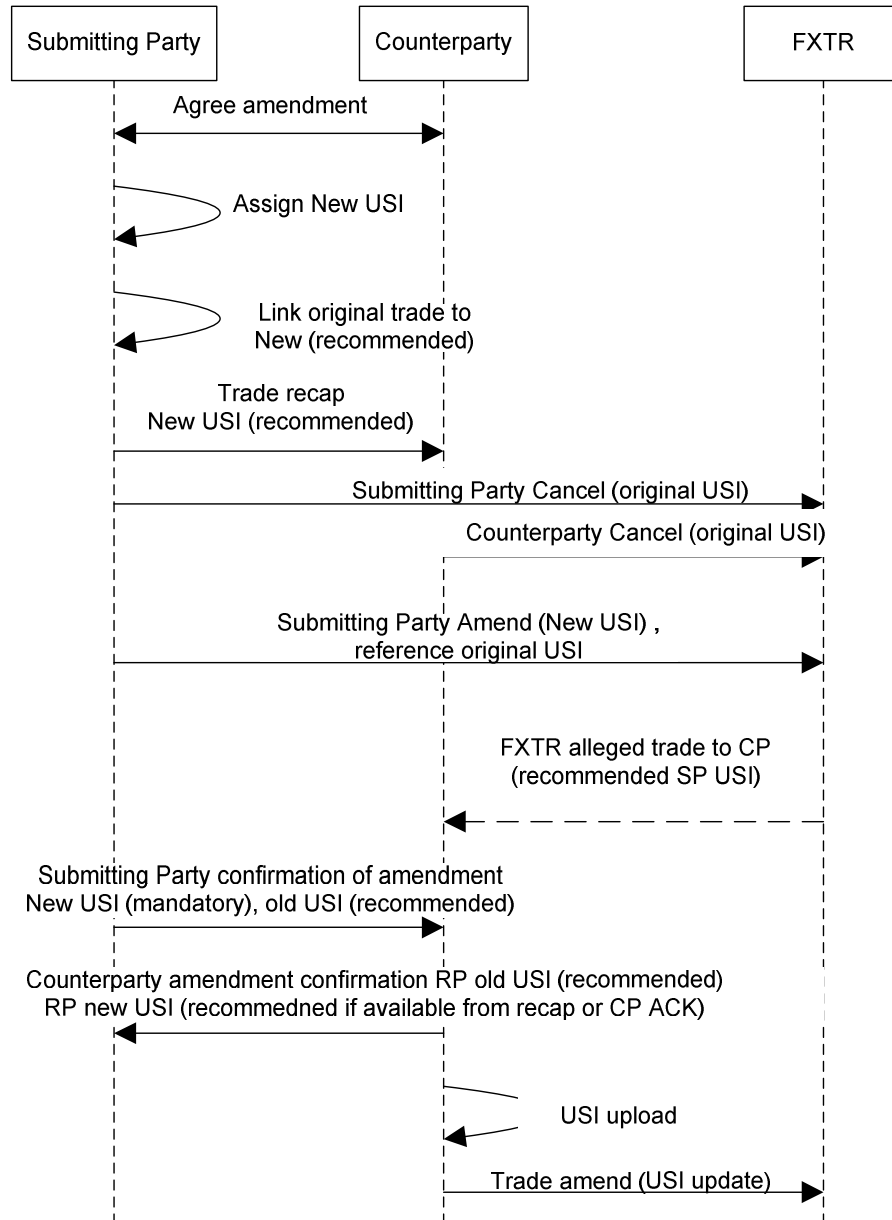 Submitting Party
Counterparty
FXTR
Agree amendment
Assign New USI
Link original trade to
New (recommended)
Trade recap
New USI (recommended)
Submitting Party Cancel (original USI)
Counterparty Cancel (original USI)
Submitting Party Amend (New USI) ,
reference original USI
FXTR alleged trade to CP
(recommended SP USI)
Submitting Party confirmation of amendment
New USI (mandatory), old USI (recommended)
Counterparty amendment confirmation RP old USI (recommended)
RP new USI (recommedned if available from recap or CP ACK)
USI upload
Trade amend (USI update)